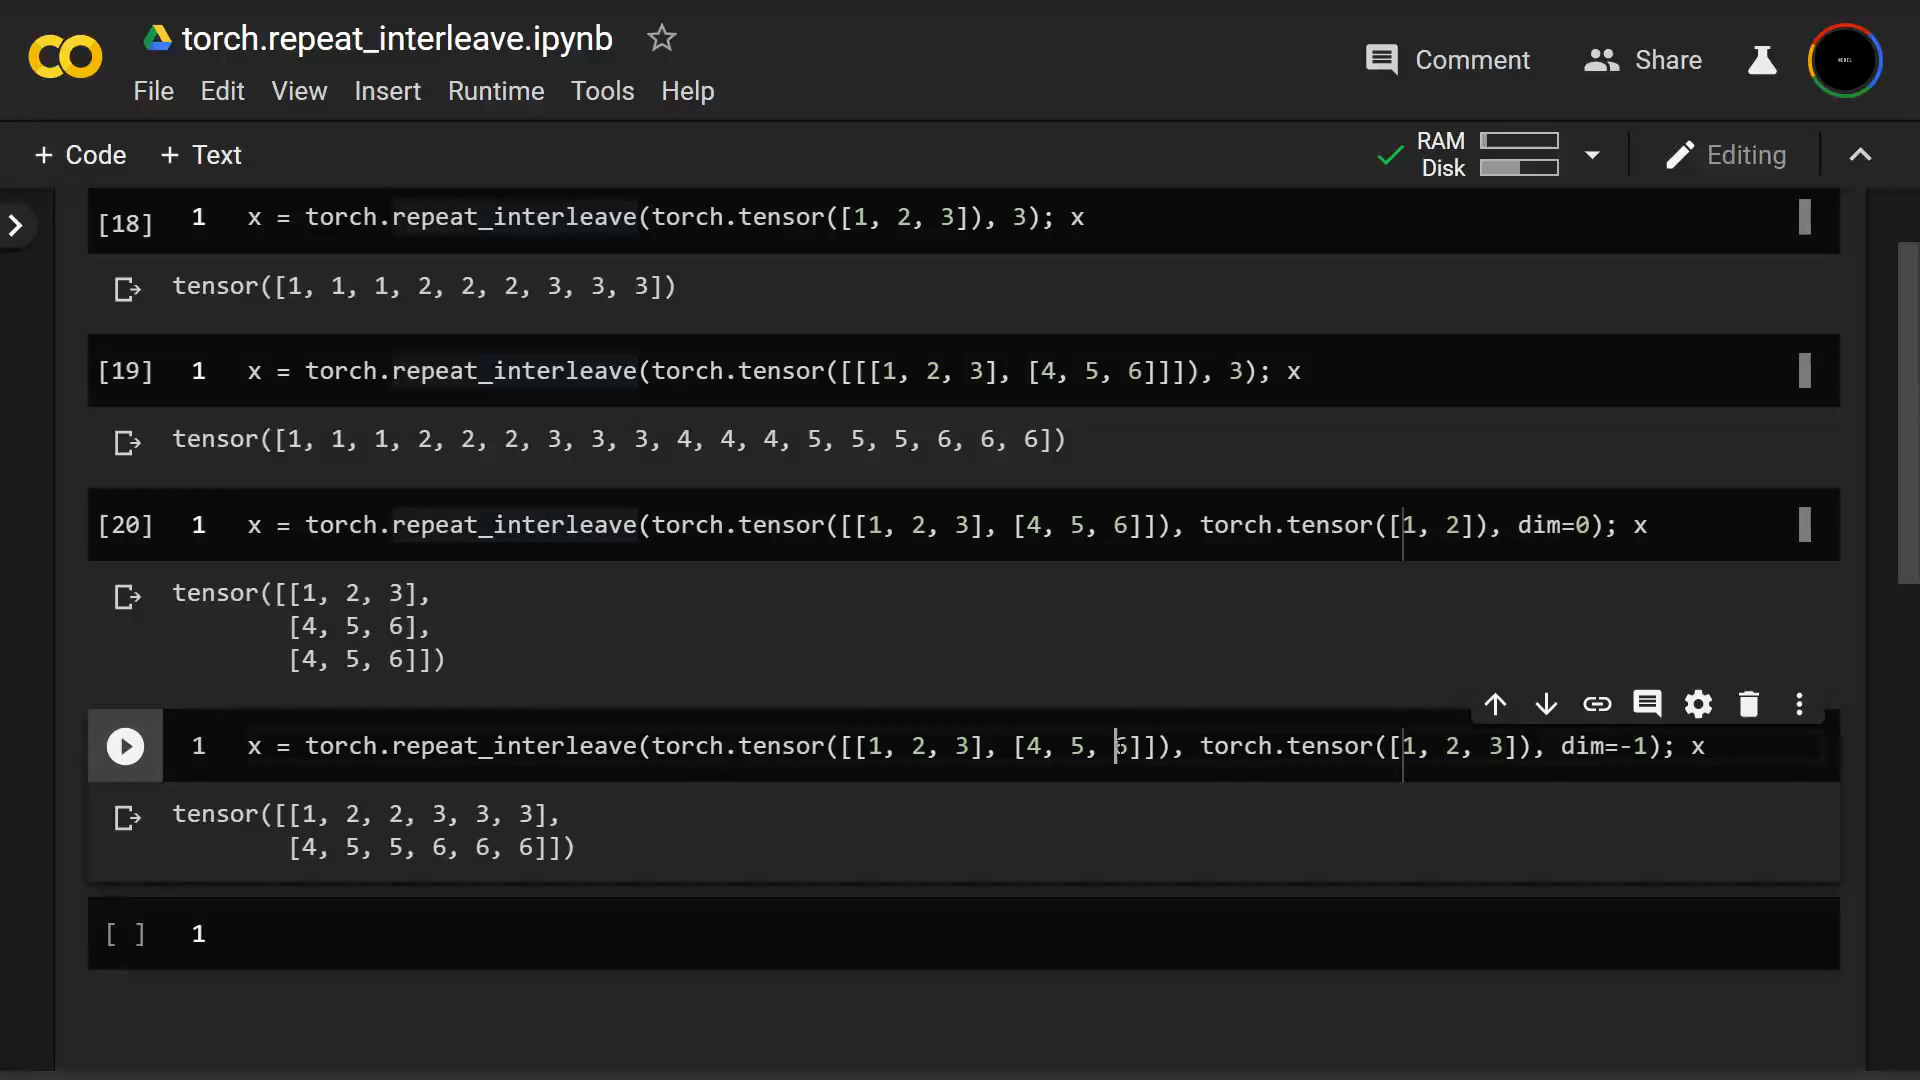 torch.repeat_interleave.ipynb
File Edit View Insert Runtime Tools Help
Comment Share
+ Code + Text
RAM
Disk
Editing
[18] 1 x = torch.repeat_interleave(torch.tensor([1, 2, 3]), 3); x
tensor([1, 1, 1, 2, 2, 2, 3, 3, 3])
[19] 1 x = torch.repeat_interleave(torch.tensor([[[1, 2, 3], [4, 5, 6]]]), 3); x
tensor([1, 1, 1, 2, 2, 2, 3, 3, 3, 4, 4, 4, 5, 5, 5, 6, 6, 6])
[20] 1 x = torch.repeat_interleave(torch.tensor([[1, 2, 3], [4, 5, 6]]), torch.tensor([1, 2]), dim=0); x
tensor([[1, 2, 3],
[4, 5, 6],
[4, 5, 6]])
1 x = torch.repeat_interleave(torch.tensor([[1, 2, 3], [4, 5, 6]]), torch.tensor([1, 2, 3]), dim=-1); x
tensor([[1, 2, 2, 3, 3, 3],
[4, 5, 5, 6, 6, 6]])
[ ] 1